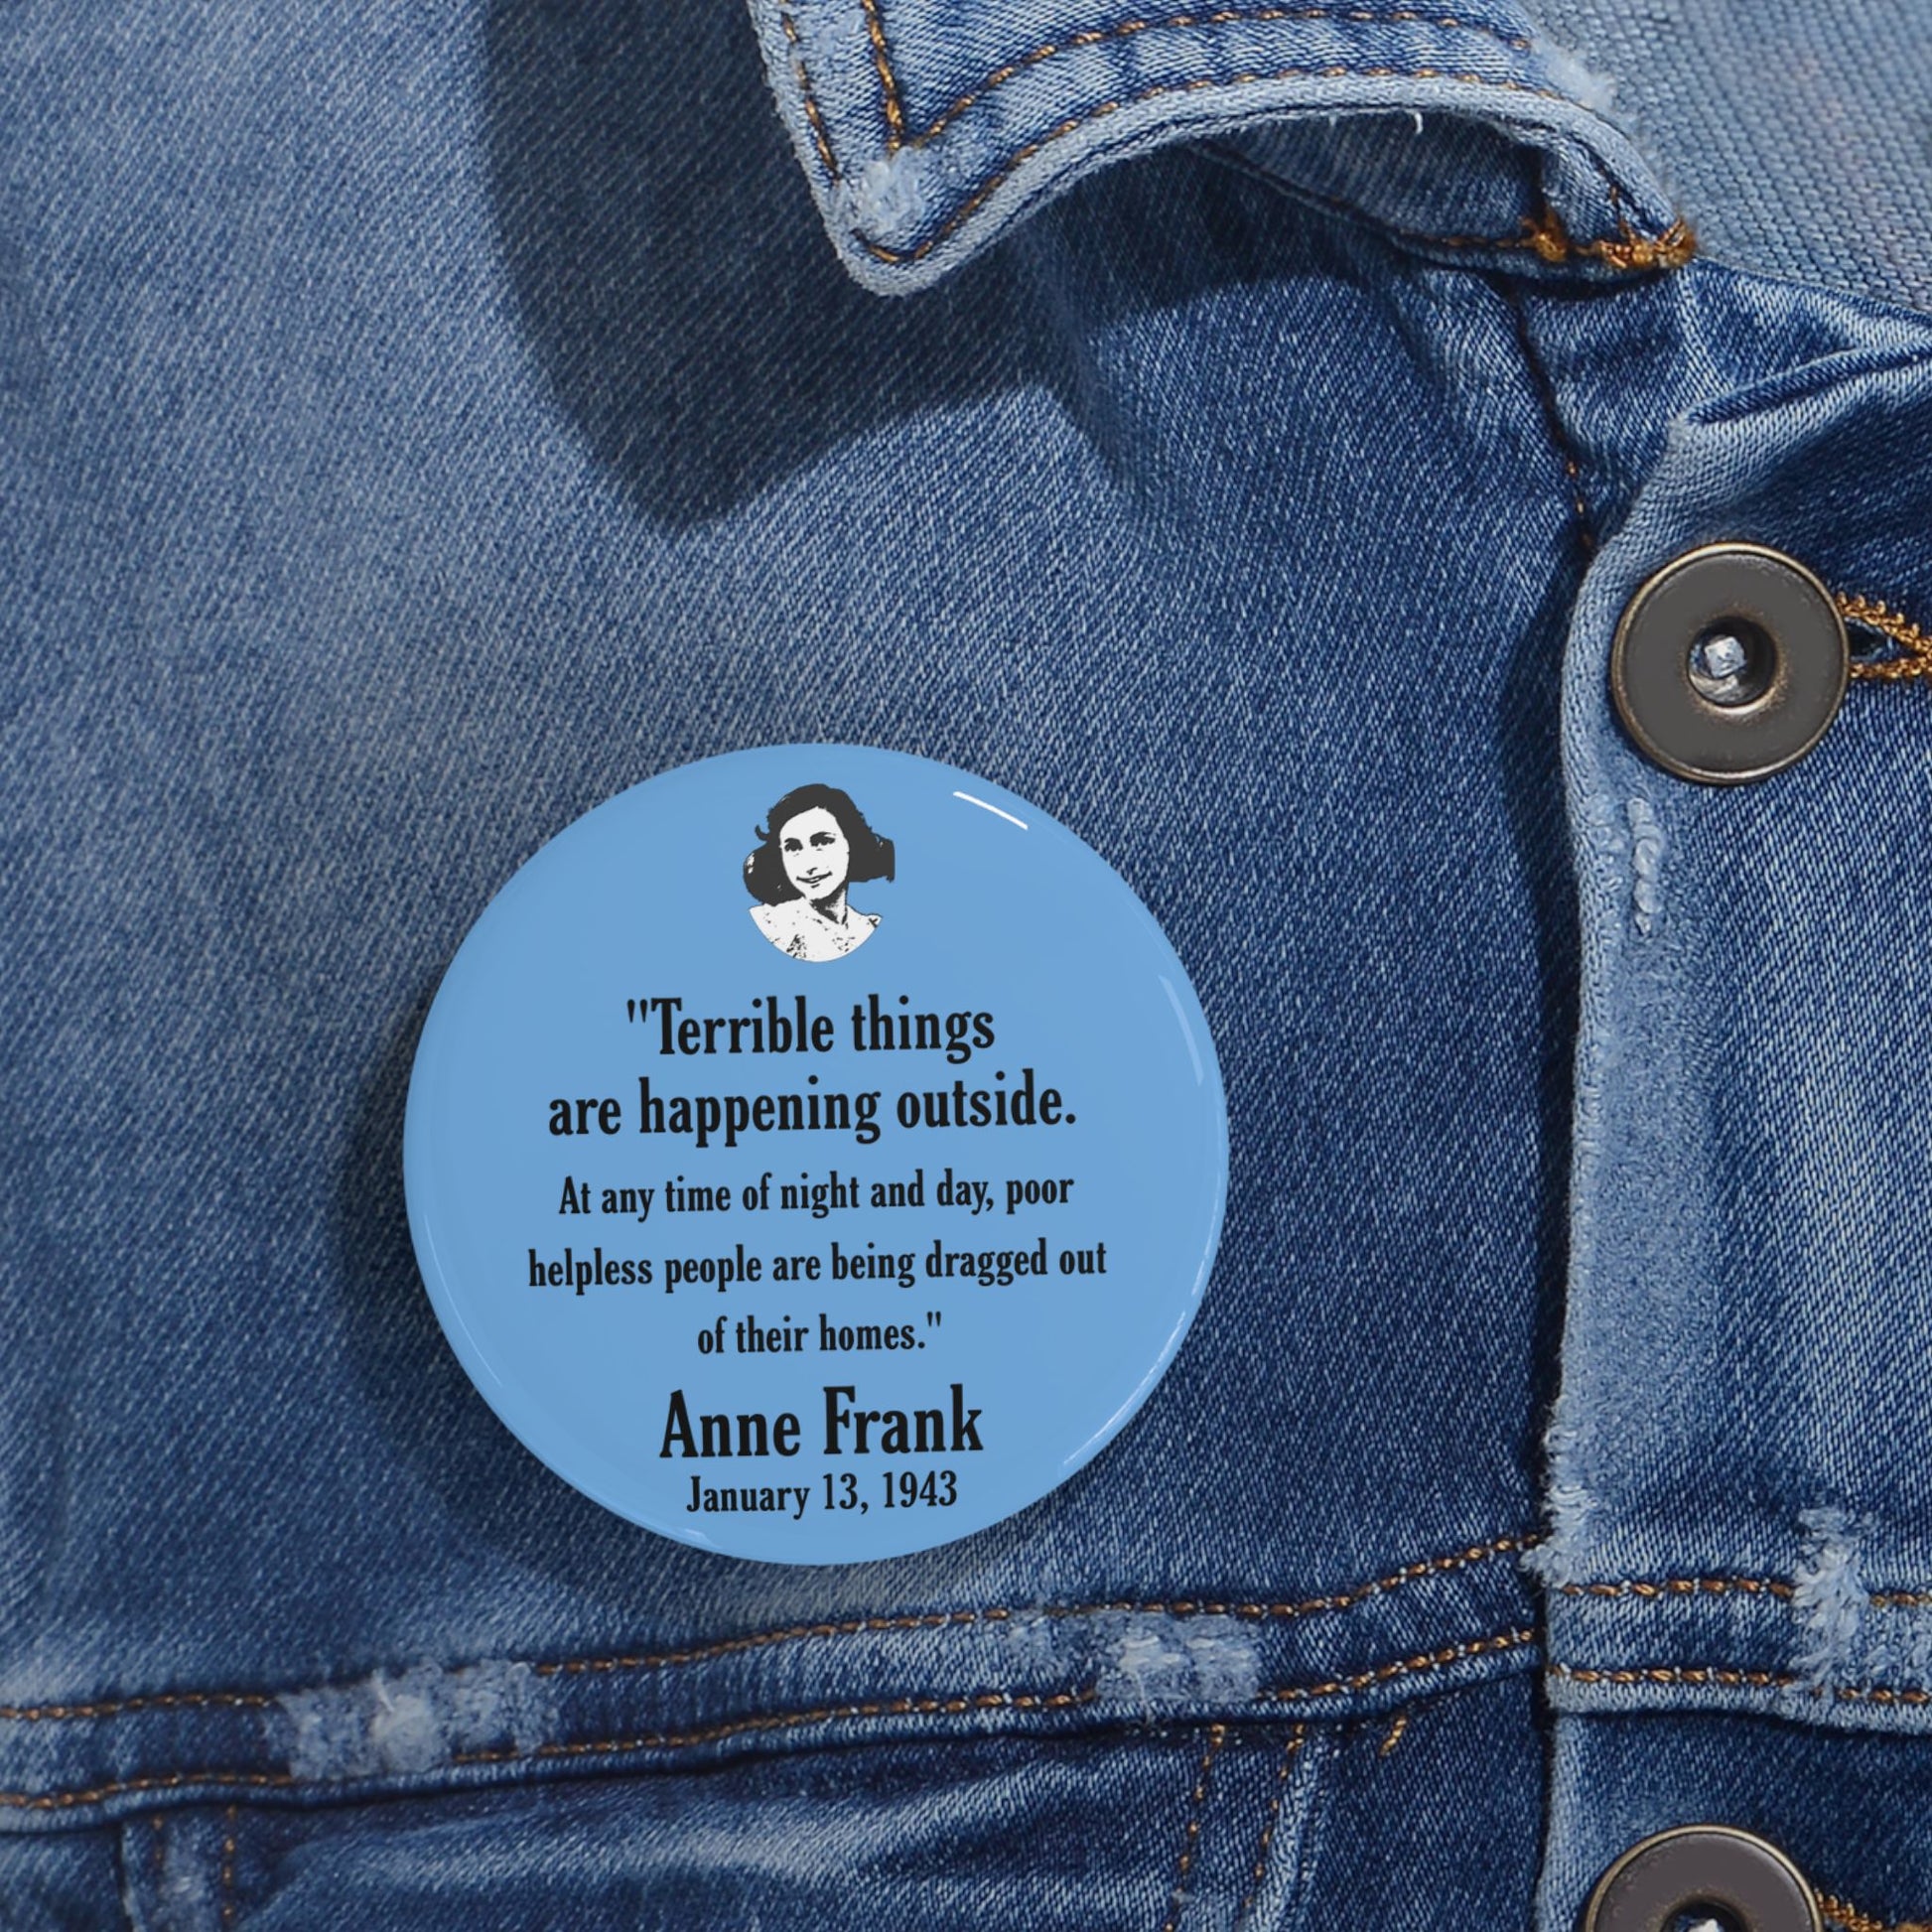 "Terrible things
are happening outside.
At any time of night and day, poor
helpless people are being dragged out
of their homes."
Anne Frank
January 13, 1943